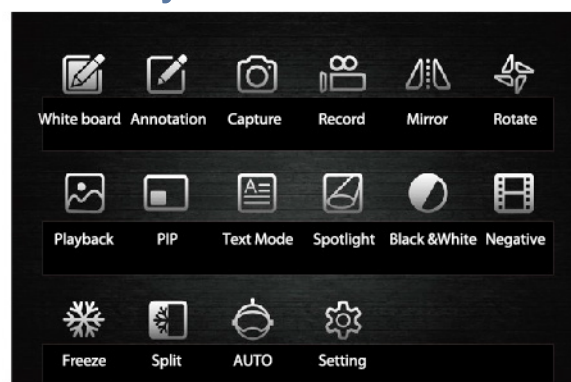 White board Annotation Capture Record Mirror Rotate
Playback PIP Text Mode Spotlight Black &White Negative
Freeze Split AUTO Setting